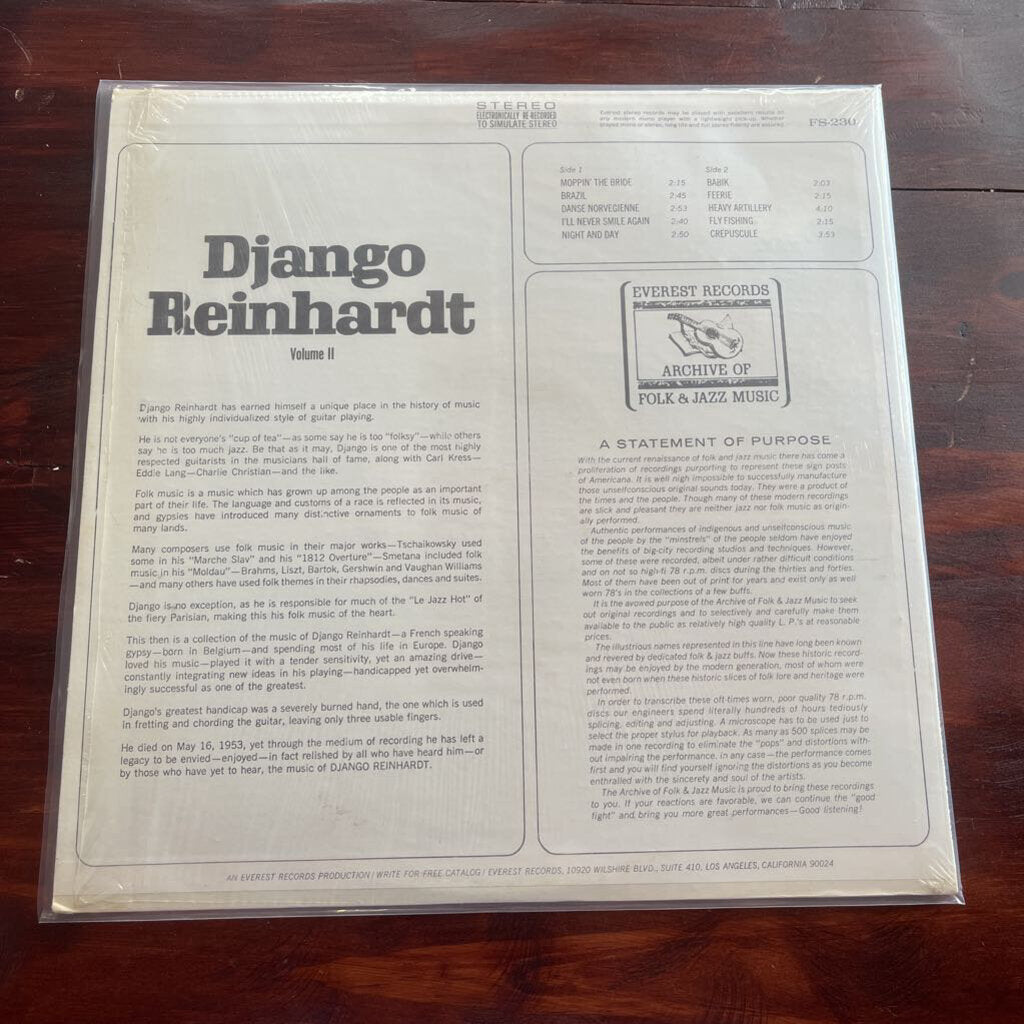 STEREO
ELECTRONICALLY RE-RECORDED
TO SIMULATE STEREO
Everest stereo records may be played with excellent results on
any modern mono player with a lightweight pick-up. Whether
played mono or stereo, long life and full stereo fidelity are assured.
FS-230
Django
Reinhardt
Volume II
Django Reinhardt has earned himself a unique place in the history of music
with his highly individualized style of guitar playing.
He is not everyone's "cup of tea"—as some say he is too "folksy"—while others
say he is too much jazz. Be that as it may, Django is one of the most highly
respected guitarists in the musicians hall of fame, along with Carl Kress—
Eddie Lang—Charlie Christian—and the like.
Folk music is a music which has grown up among the people as an important
part of their life. The language and customs of a race is reflected in its music,
and gypsies have introduced many distinctive ornaments to folk music of
many lands.
Many composers use folk music in their major works—Tschaikowsky used
some in his "Marche Slav" and his "1812 Overture"—Smetana included folk
music in his "Moldau"—Brahms, Liszt, Bartok, Gershwin and Vaughan Williams
—and many others have used folk themes in their rhapsodies, dances and suites.
Django is no exception, as he is responsible for much of the "Le Jazz Hot" of
the fiery Parisian, making this his folk music of the heart.
This then is a collection of the music of Django Reinhardt—a French speaking
gypsy—born in Belgium—and spending most of his life in Europe. Django
loved his music—played it with a tender sensitivity, yet an amazing drive—
constantly integrating new ideas in his playing—handicapped yet overwhelm-
ingly successful as one of the greatest.
Django's greatest handicap was a severely burned hand, the one which is used
in fretting and chording the guitar, leaving only three usable fingers.
He died on May 16, 1953, yet through the medium of recording he has left a
legacy to be envied—enjoyed—in fact relished by all who have heard him—or
by those who have yet to hear, the music of DJANGO REINHARDT.
Side 1
MOPPIN' THE BRIDE 2:15
BRAZIL 2:45
DANSE NORVECIENNE 2:53
I'LL NEVER SMILE AGAIN 2:40
NIGHT AND DAY 2:50
Side 2
BABIK 2:03
FEERIE 2:15
HEAVY ARTILLERY 4:10
FLY FISHING 2:15
CREPUSCULE 3:53
EVEREST RECORDS
ARCHIVE OF
FOLK & JAZZ MUSIC
A STATEMENT OF PURPOSE
With the current renaissance of folk and jazz music there has come a
proliferation of recordings purporting to represent these sign posts
of Americana. It is well nigh impossible to successfully manufacture
those unselfconscious original sounds today. They were a product of
the times and the people. Though many of these modern recordings
are slick and pleasant they are neither jazz nor folk music as origin-
ally performed.
Authentic performances of indigenous and unselfconscious music
of the people by the "minstrels" of the people seldom have enjoyed
the benefits of big-city recording studios and techniques. However,
some of these were recorded, albeit under rather difficult conditions
and on not so high-fi 78 r.p.m. discs during the thirties and forties.
Most of them have been out of print for years and exist only as well
worn 78's in the collections of a few buffs.
It is the avowed purpose of the Archive of Folk & Jazz Music to seek
out original recordings and to selectively and carefully make them
available to the public as relatively high quality L. P.'s at reasonable
prices.
The illustrious names represented in this line have long been known
and revered by dedicated folk & jazz buffs. Now these historic record-
ings may be enjoyed by the modern generation, most of whom were
not even born when these historic slices of folk lore and heritage were
performed.
In order to transcribe these oft-times worn, poor quality 78 r.p.m.
discs our engineers spend literally hundreds of hours tediously
splicing, editing and adjusting. A microscope has to be used just to
select the proper stylus for playback. As many as 500 splices may be
made in one recording to eliminate the "pops" and distortions with-
out impairing the performance. In any case—the performance comes
first and you will find yourself ignoring the distortions as you become
enthralled with the sincerety and soul of the artists.
The Archive of Folk & Jazz Music is proud to bring these recordings
to you. If your reactions are favorable, we can continue the "good
fight" and bring you more great performances—Good listening!
AN EVEREST RECORDS PRODUCTION / WRITE FOR FREE CATALOG / EVEREST RECORDS, 10920 WILSHIRE BLVD., SUITE 410, LOS ANGELES, CALIFORNIA 90024